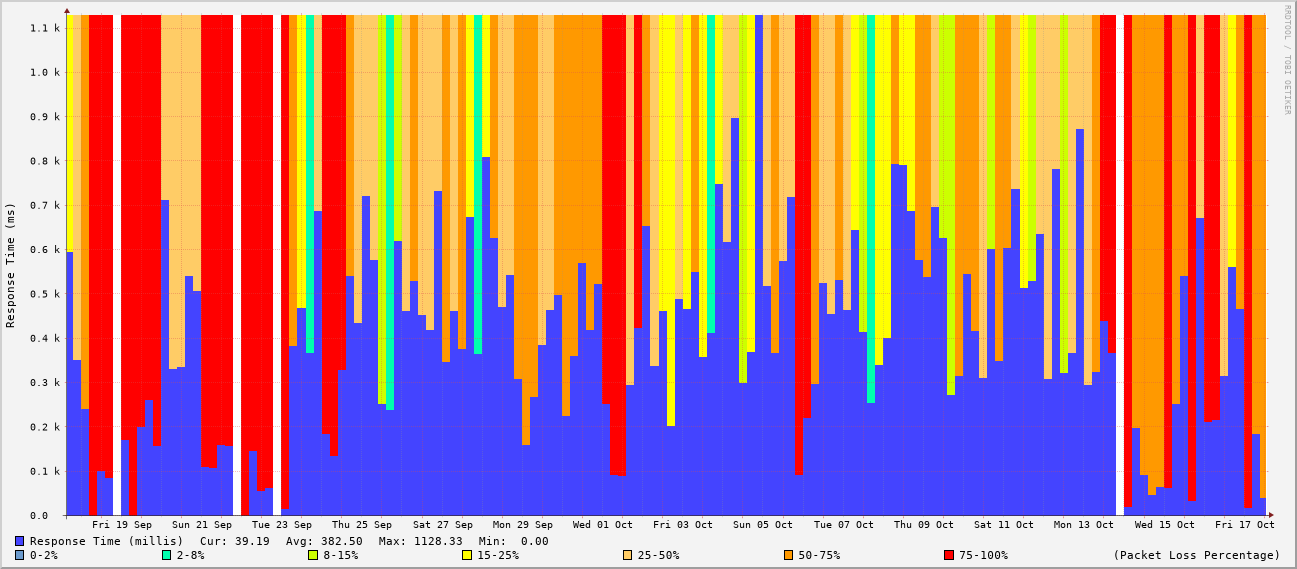 RRDTOOL / TOBI OETIKER
Response Time (ms)
1.1 k
1.0 k
0.9 k
0.8 k
0.7 k
0.6 k
0.5 k
0.4 k
0.3 k
0.2 k
0.1 k
0.0
Fri 19 Sep Sun 21 Sep Tue 23 Sep Thu 25 Sep Sat 27 Sep Mon 29 Sep Wed 01 Oct Fri 03 Oct Sun 05 Oct Tue 07 Oct Thu 09 Oct Sat 11 Oct Mon 13 Oct Wed 15 Oct Fri 17 Oct
Response Time (millis) Cur: 39.19 Avg: 382.50 Max: 1128.33 Min: 0.00
0-2% 2-8% 8-15% 15-25% 25-50% 50-75% 75-100% (Packet Loss Percentage)